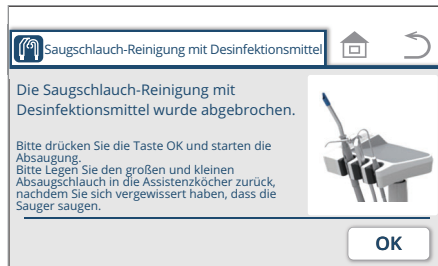 Saugschlauch-Reinigung mit Desinfektionsmittel
Die Saugschlauch-Reinigung mit
Desinfektionsmittel wurde abgebrochen.
Bitte drücken Sie die Taste OK und starten die
Absaugung.
Bitte Legen Sie den großen und kleinen
Absaugschlauch in die Assistenzköcher zurück,
nachdem Sie sich vergewissert haben, dass die
Sauger saugen.
OK